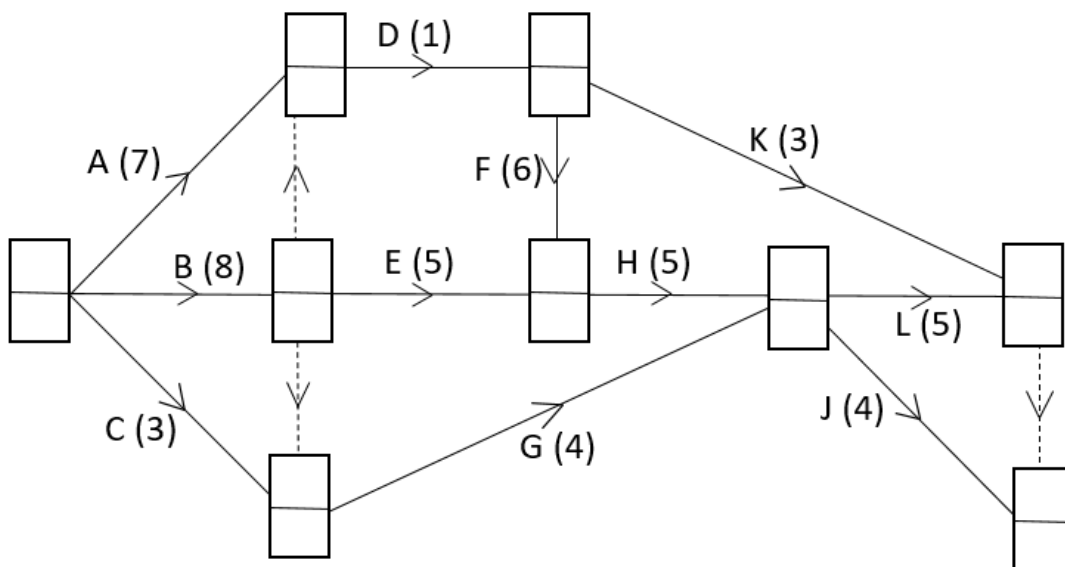 D (1)
A (7)
K (3)
F (6)
B (8)
E (5)
H (5)
L (5)
C (3)
J (4)
G (4)